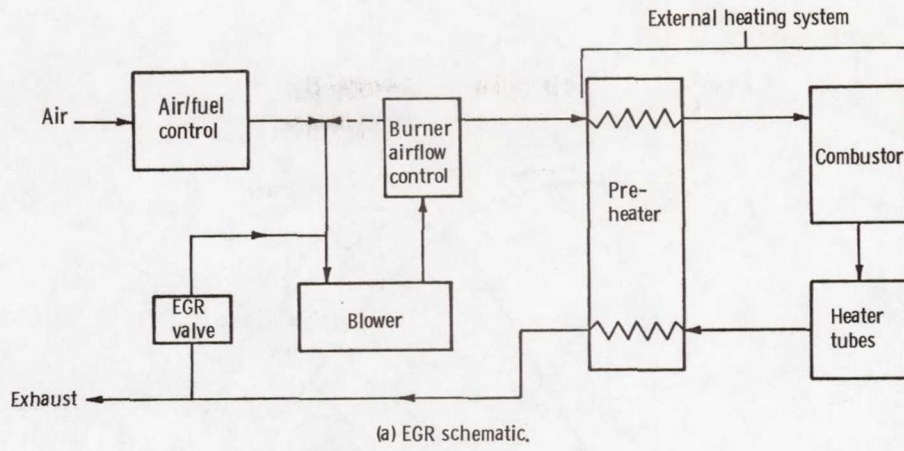 External heating system
Air
Air/fuel
control
Burner
airflow
control
Pre-
heater
Combustor
EGR
valve
Blower
Heater
tubes
Exhaust
(a) EGR schematic.